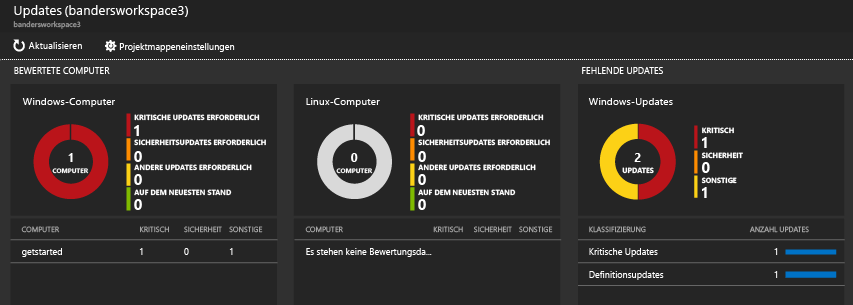 Updates (bandersworkspace3)
bandersworkspace3
Aktualisieren
Projektmappeneinstellungen
BEWERTETE COMPUTER
Windows-Computer
1
COMPUTER
KRITISCHE UPDATES ERFORDERLICH
1
SICHERHEITSUPDATES ERFORDERLICH
0
ANDERE UPDATES ERFORDERLICH
0
AUF DEM NEUESTEN STAND
0
COMPUTER KRITISCH SICHERHEIT SONSTIGE
getstarted 1 0 1
Linux-Computer
0
COMPUTER
KRITISCHE UPDATES ERFORDERLICH
0
SICHERHEITSUPDATES ERFORDERLICH
0
ANDERE UPDATES ERFORDERLICH
0
AUF DEM NEUESTEN STAND
0
COMPUTER KRITISCH SICHERHEIT SONSTIGE
Es stehen keine Bewertungsda...
FEHLENDE UPDATES
Windows-Updates
2
UPDATES
KRITISCH
1
SICHERHEIT
0
SONSTIGE
1
KLASSIFIZIERUNG ANZAHL UPDATES
Kritische Updates 1
Definitionsupdates 1